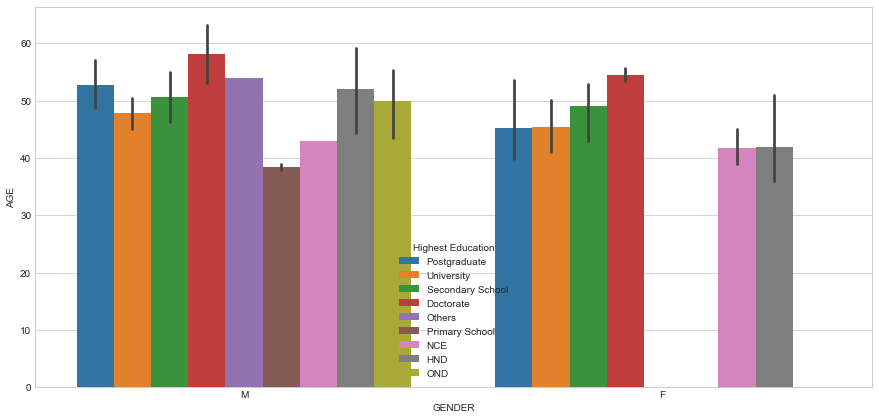 60
50
40
30
20
10
0
AGE
Highest Education
Postgraduate
University
Secondary School
Doctorate
Others
Primary School
NCE
HND
OND
M
F
GENDER